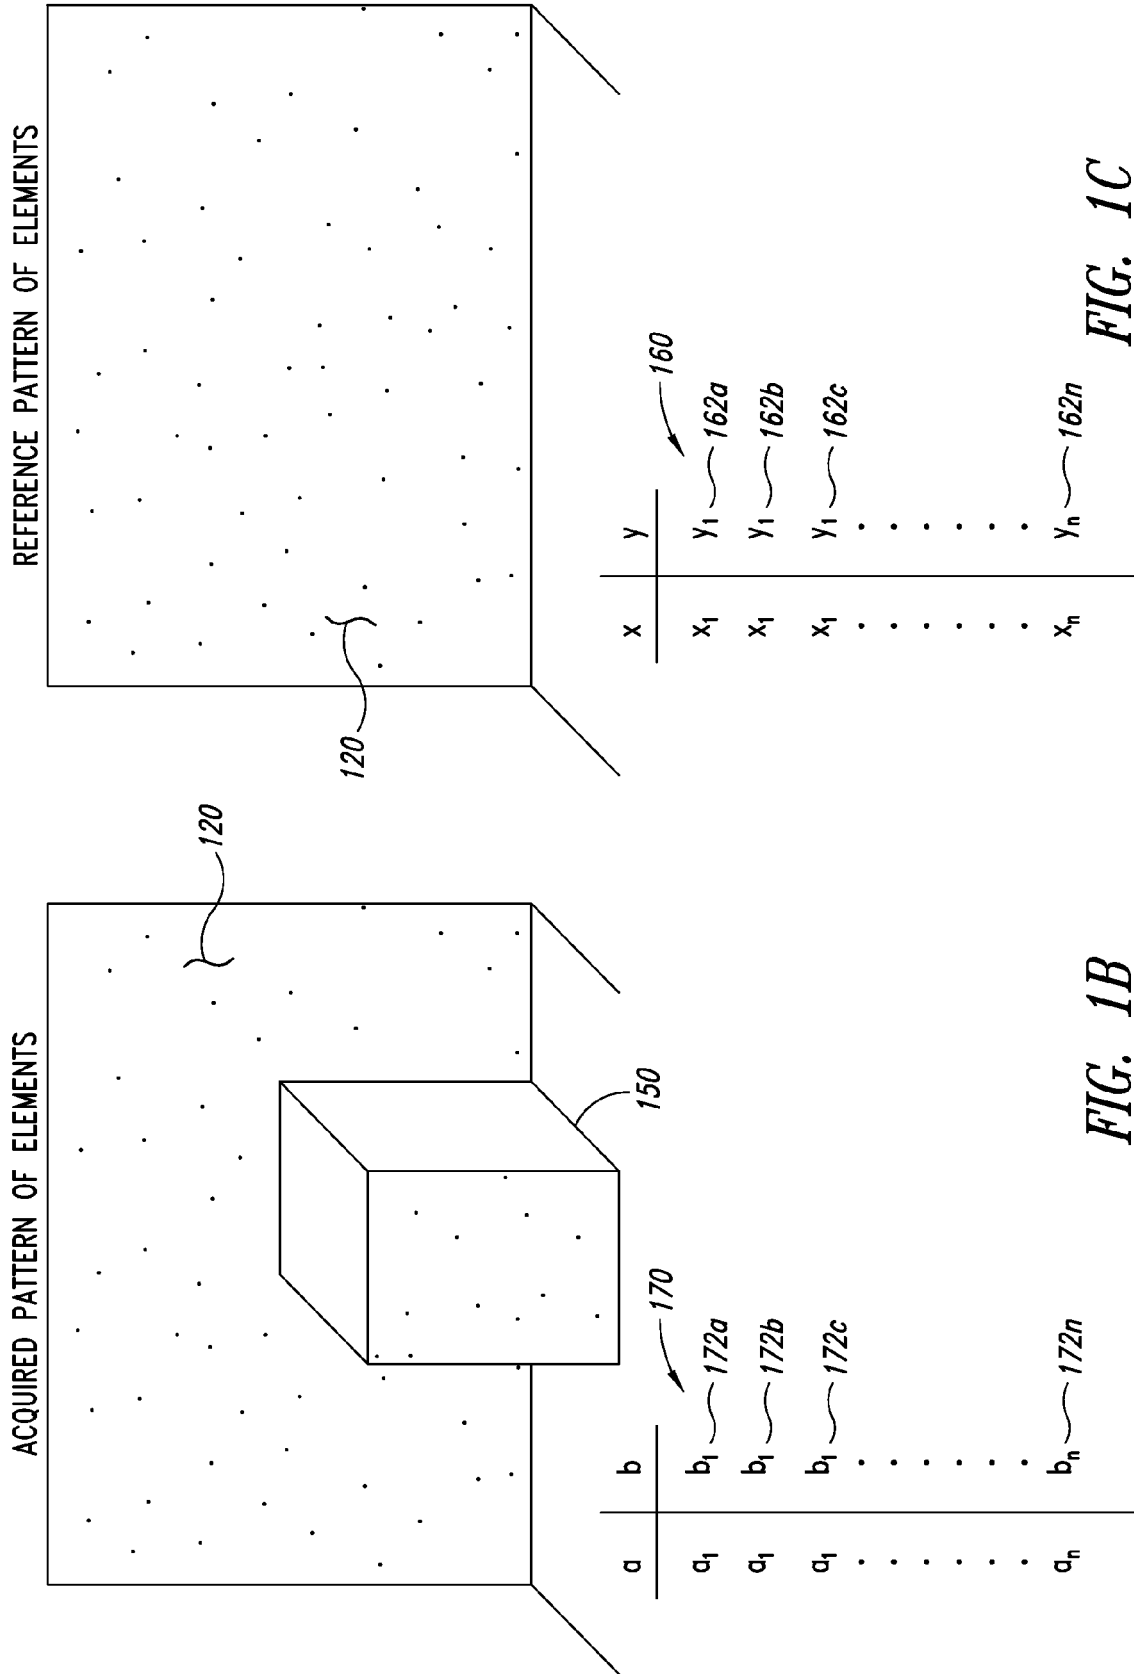 ACQUIRED PATTERN OF ELEMENTS
120
150
170
a b
a1 b1 172a
a1 b1 172b
a1 b1 172c
an bn 172n
FIG. 1B
REFERENCE PATTERN OF ELEMENTS
120
160
x y
x1 y1 162a
x1 y1 162b
x1 y1 162c
xn yn 162n
FIG. 1C